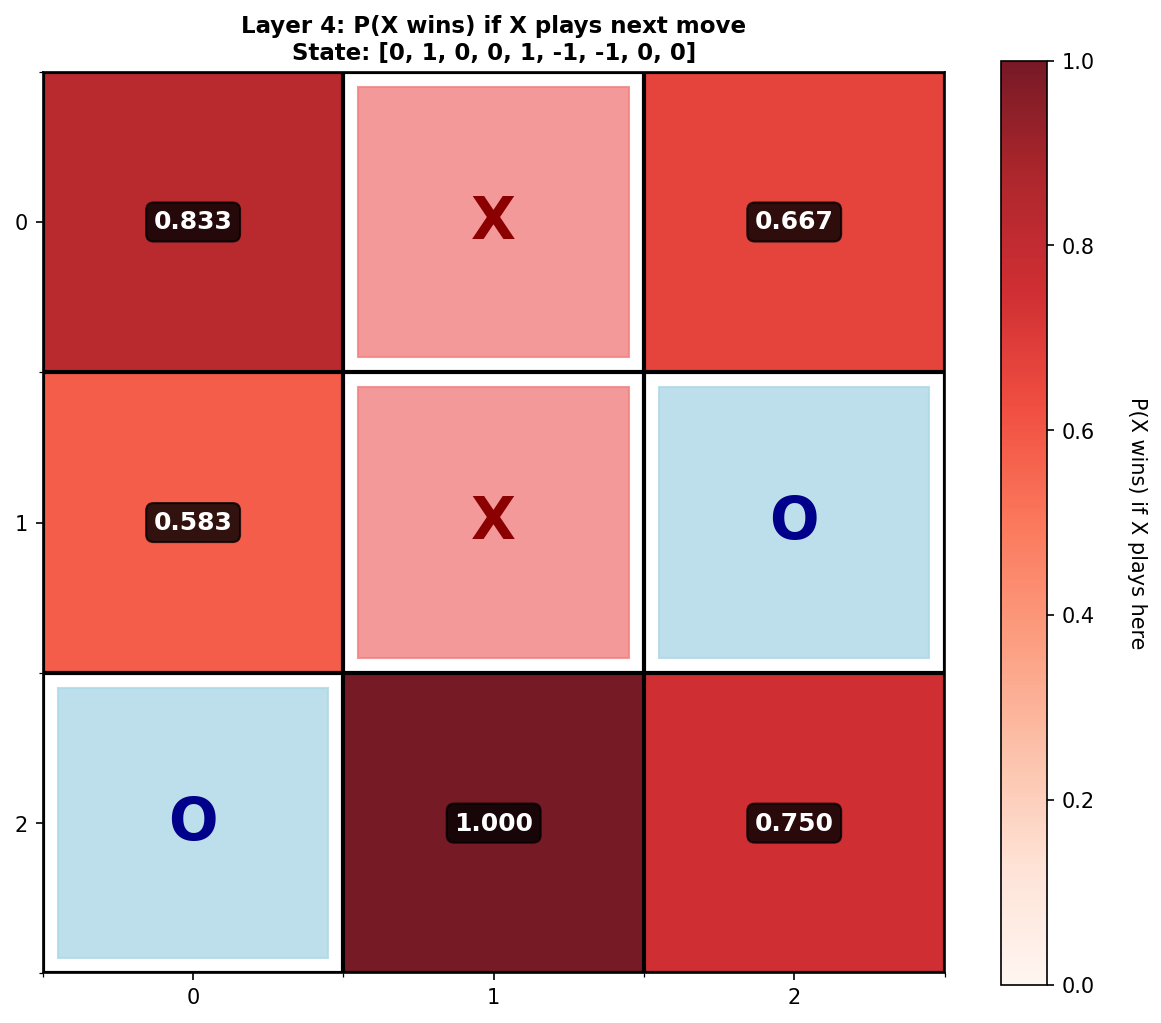 Layer 4: P(X wins) if X plays next move
State: [0, 1, 0, 0, 1, -1, -1, 0, 0]
0.833
X
0.667
0
0.583
X
O
1
O
1.000
0.750
2
0
1
2
1.0
0.8
0.6
0.4
0.2
0.0
P(X wins) if X plays here